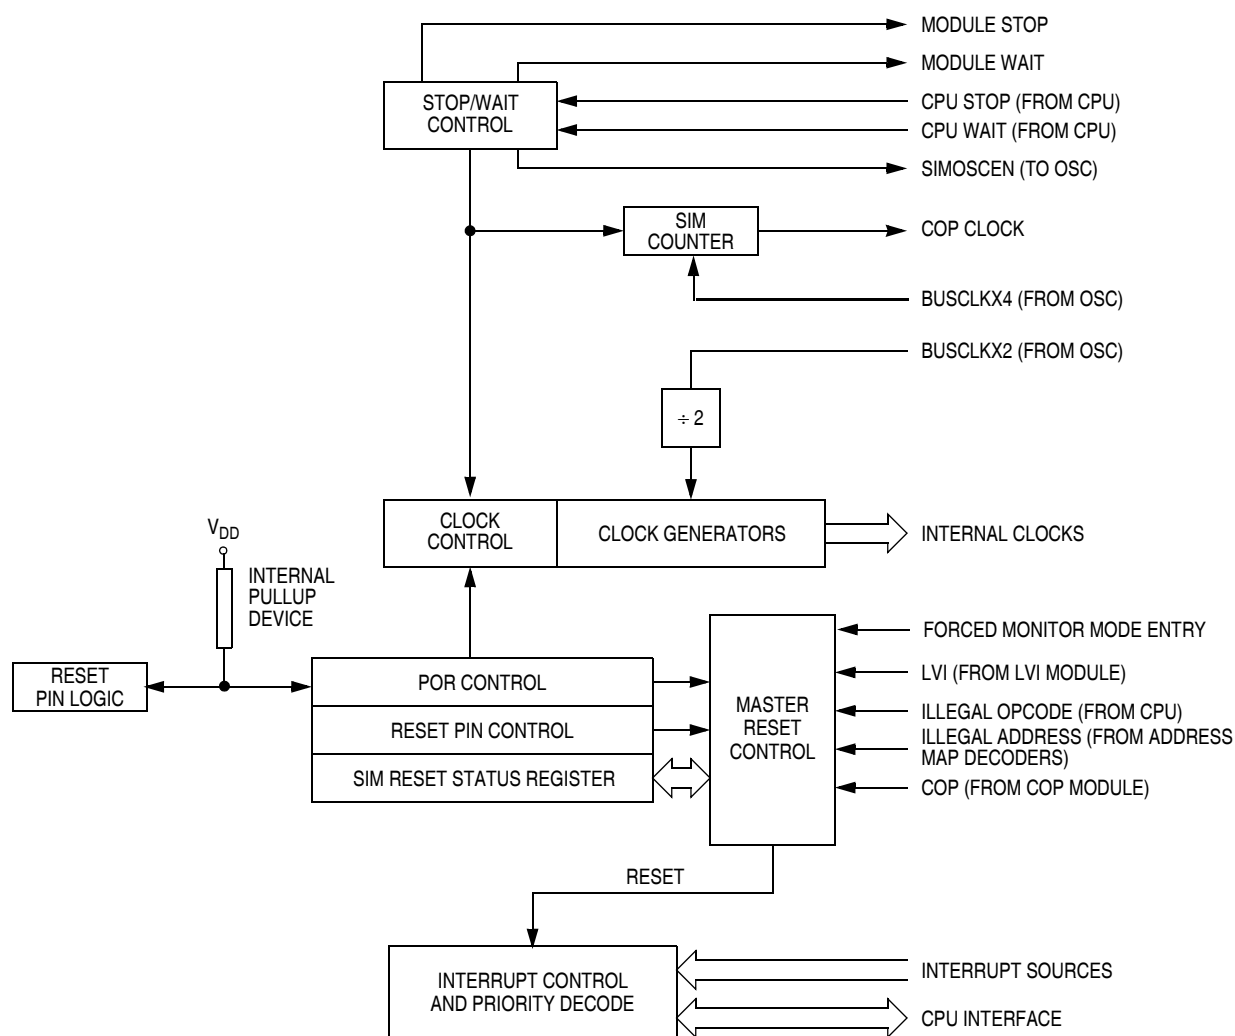 MODULE STOP
MODULE WAIT
STOP/WAIT
CONTROL
CPU STOP (FROM CPU)
CPU WAIT (FROM CPU)
SIMOSCEN (TO OSC)
SIM
COUNTER
COP CLOCK
BUSCLKX4 (FROM OSC)
BUSCLKX2 (FROM OSC)
÷ 2
CLOCK
CONTROL
CLOCK GENERATORS
INTERNAL CLOCKS
VDD
INTERNAL
PULLUP
DEVICE
RESET
PIN LOGIC
POR CONTROL
RESET PIN CONTROL
SIM RESET STATUS REGISTER
MASTER
RESET
CONTROL
FORCED MONITOR MODE ENTRY
LVI (FROM LVI MODULE)
ILLEGAL OPCODE (FROM CPU)
ILLEGAL ADDRESS (FROM ADDRESS
MAP DECODERS)
COP (FROM COP MODULE)
RESET
INTERRUPT CONTROL
AND PRIORITY DECODE
INTERRUPT SOURCES
CPU INTERFACE